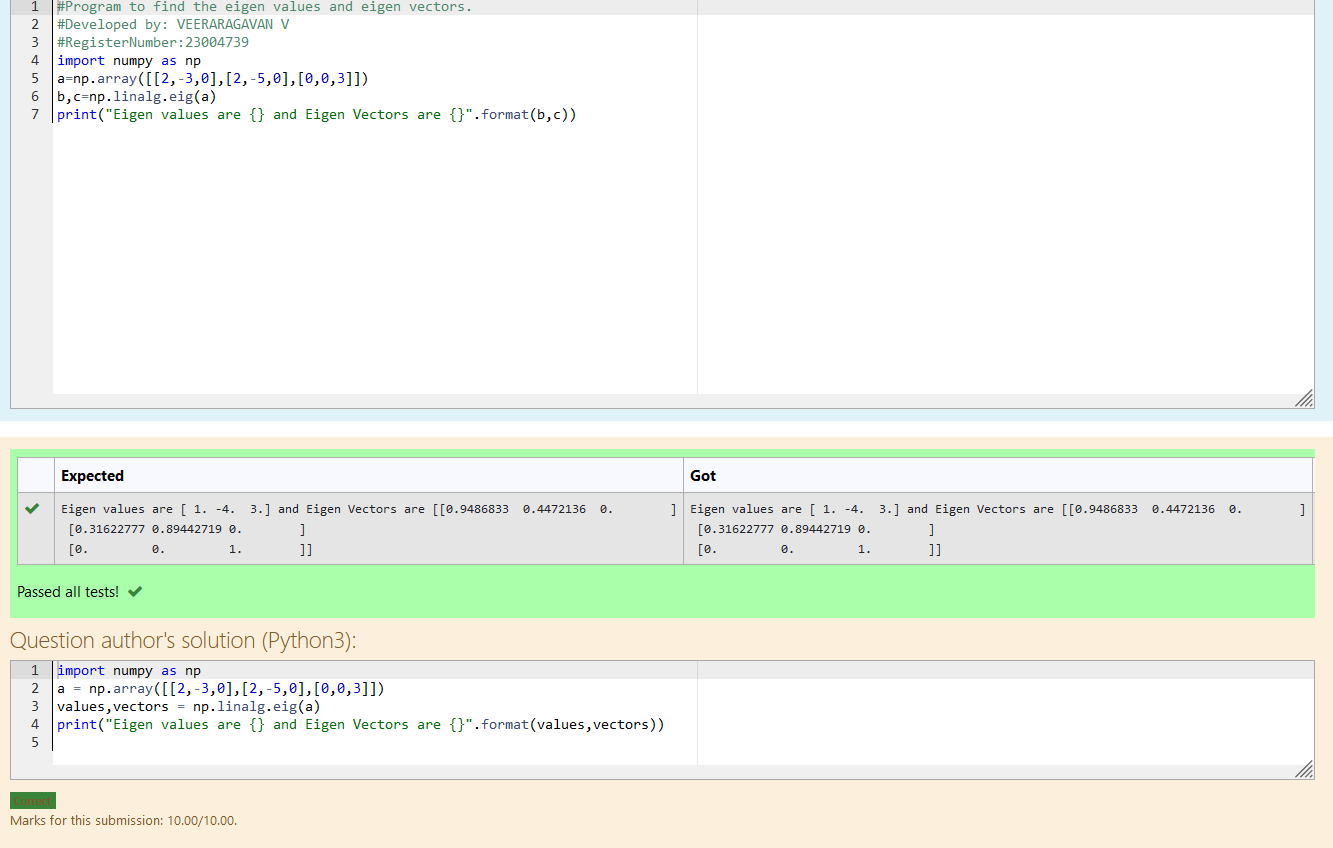 1 #Program to find the eigen values and eigen vectors.
2 #Developed by: VEERARAGAVAN V
3 #RegisterNumber:23004739
4 import numpy as np
5 a=np.array([[2,-3,0],[2,-5,0],[0,0,3]])
6 b,c=np.linalg.eig(a)
7 print("Eigen values are {} and Eigen Vectors are {}".format(b,c))
Expected Got
Eigen values are [ 1. -4.  3.] and Eigen Vectors are [[0.9486833  0.4472136  0.        ] Eigen values are [ 1. -4.  3.] and Eigen Vectors are [[0.9486833  0.4472136  0.        ]
[0.31622777 0.89442719 0.        ] [0.31622777 0.89442719 0.        ]
[0.         0.         1.        ]] [0.         0.         1.        ]]
Passed all tests!
Question author's solution (Python3):
1 import numpy as np
2 a = np.array([[2,-3,0],[2,-5,0],[0,0,3]])
3 values,vectors = np.linalg.eig(a)
4 print("Eigen values are {} and Eigen Vectors are {}".format(values,vectors))
5
Correct
Marks for this submission: 10.00/10.00.